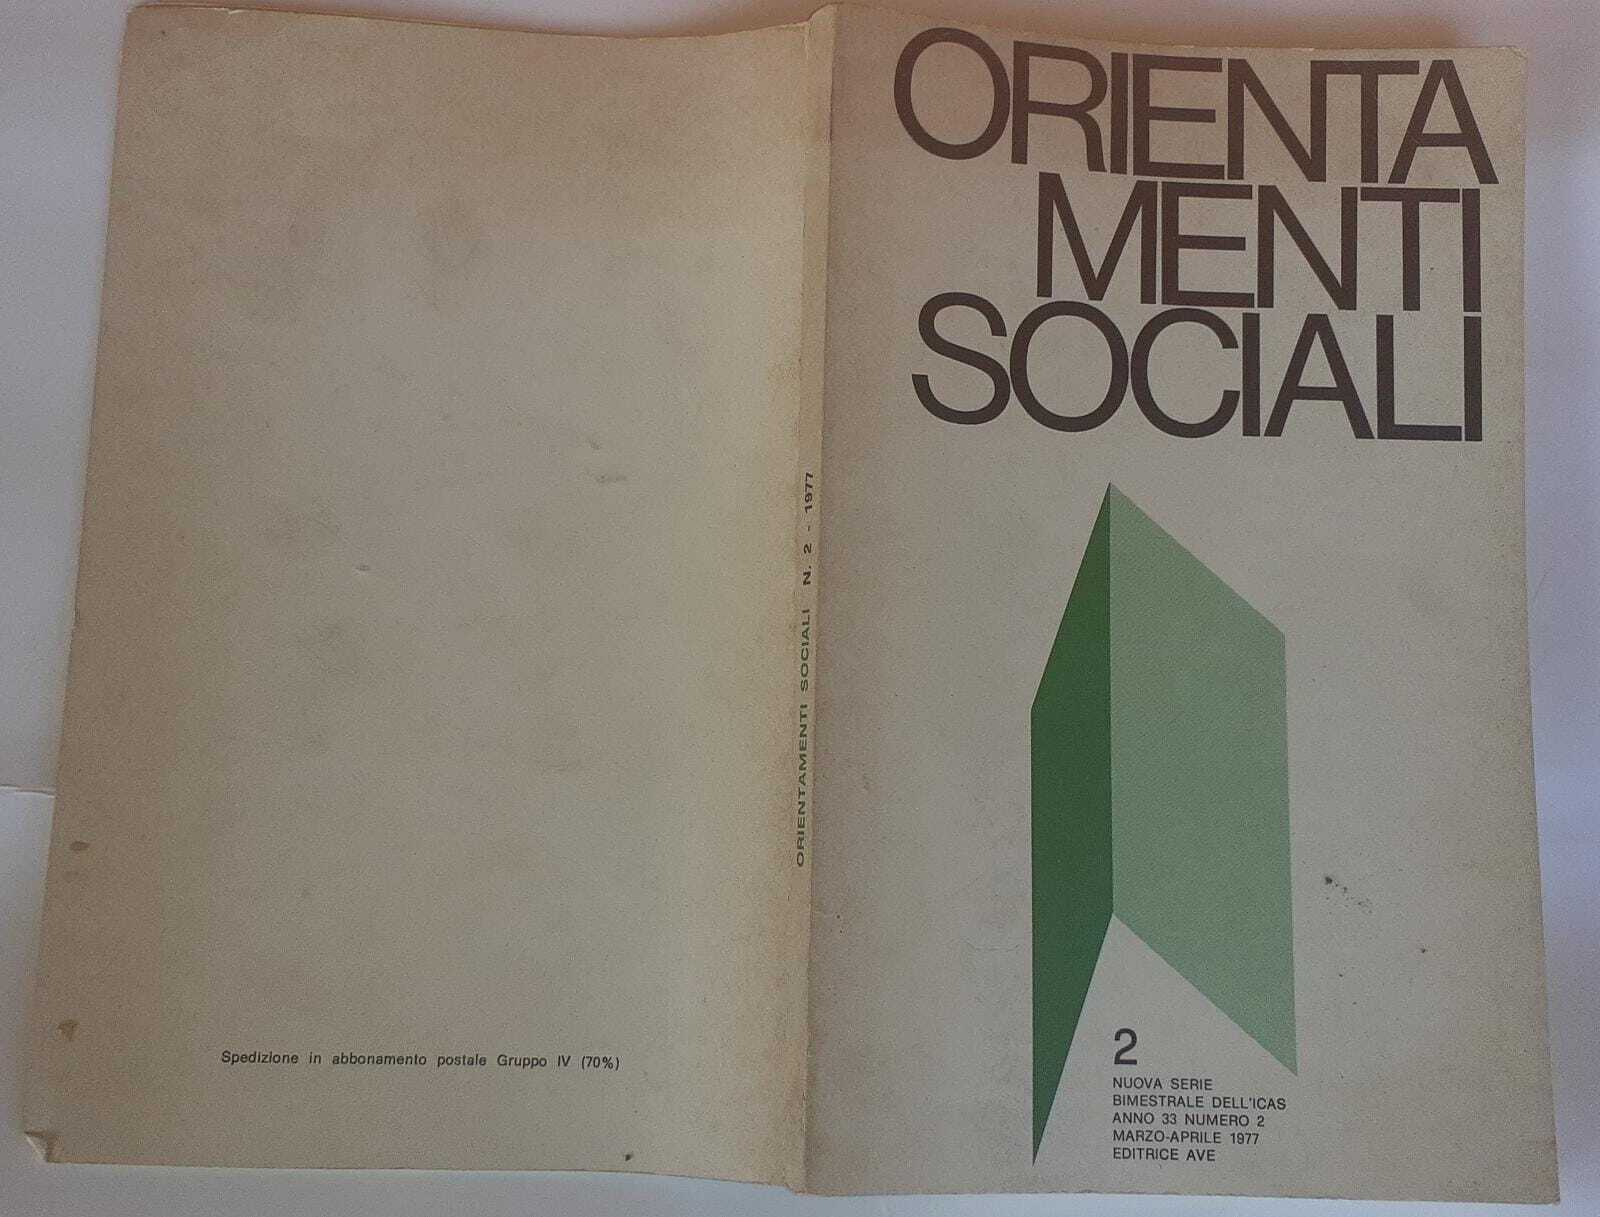 ORIENTA
MENTI
SOCIALI
2
NUOVA SERIE
BIMESTRALE DELL'ICAS
ANNO 33 NUMERO 2
MARZO-APRILE 1977
EDITRICE AVE
ORIENTAMENTI SOCIALI N. 2 - 1977
Spedizione in abbonamento postale Gruppo IV (70%)